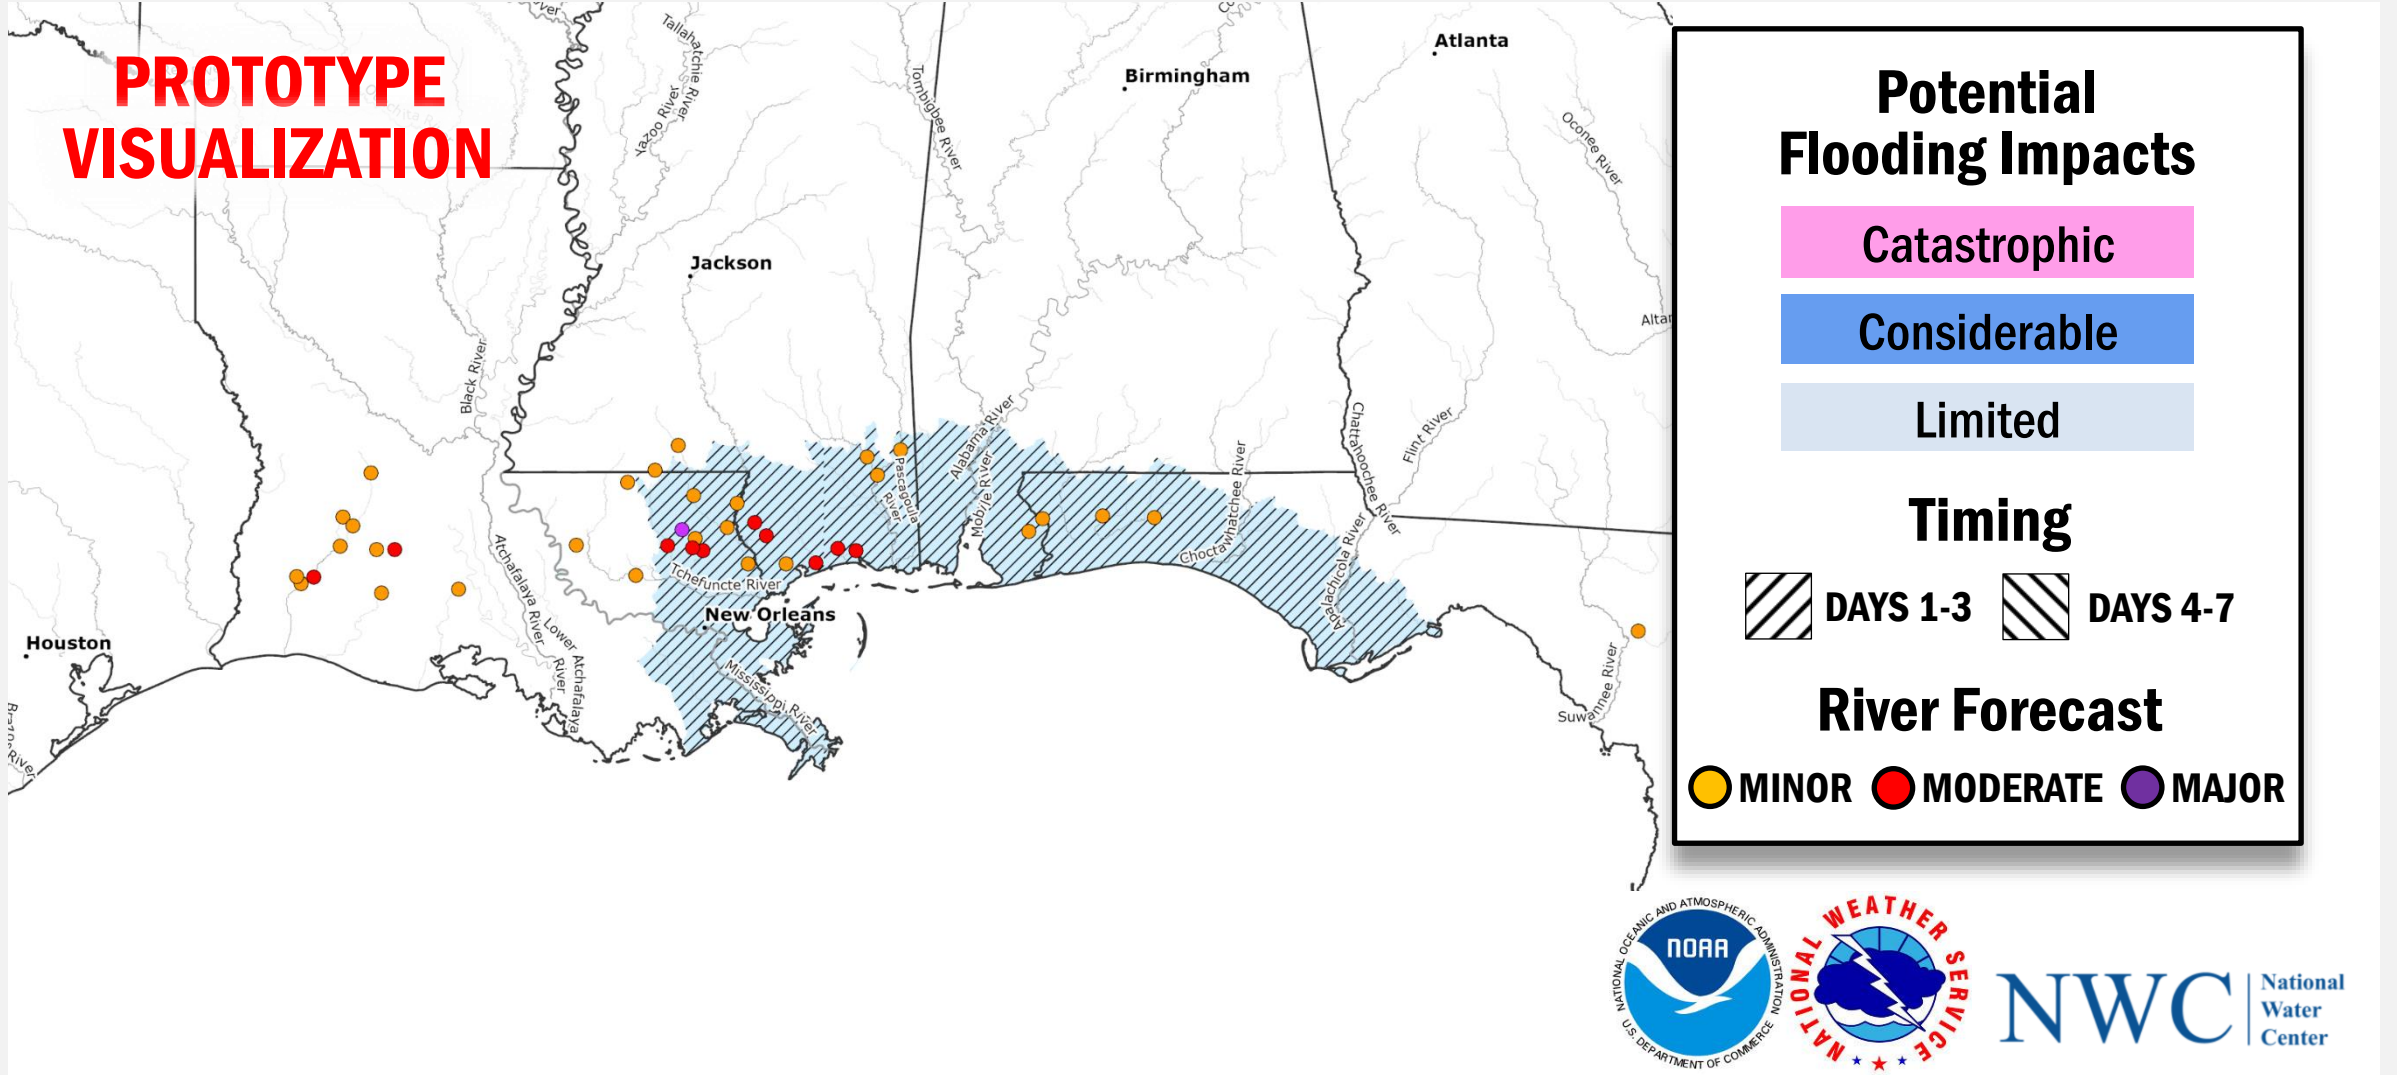 PROTOTYPE
VISUALIZATION
Tallahatchie River
Yazoo River
Tombigbee River
Birmingham
Atlanta
Oconee River
Jackson
Black River
Alabama River
Mobile River
Pascagoula
River
Choctawhatchee River
Chattahoochee River
Flint River
Apalachicola River
Atchafalaya River
Lower Atchafalaya
River
Tchefuncte River
New Orleans
Mississippi River
Houston
River
Suwannee River
Potential
Flooding Impacts
Catastrophic
Considerable
Limited
Timing
DAYS 1-3 DAYS 4-7
River Forecast
MINOR MODERATE MAJOR
NATIONAL OCEANIC AND ATMOSPHERIC ADMINISTRATION
NOAA
U.S. DEPARTMENT OF COMMERCE
NATIONAL WEATHER SERVICE
NWC
National
Water
Center